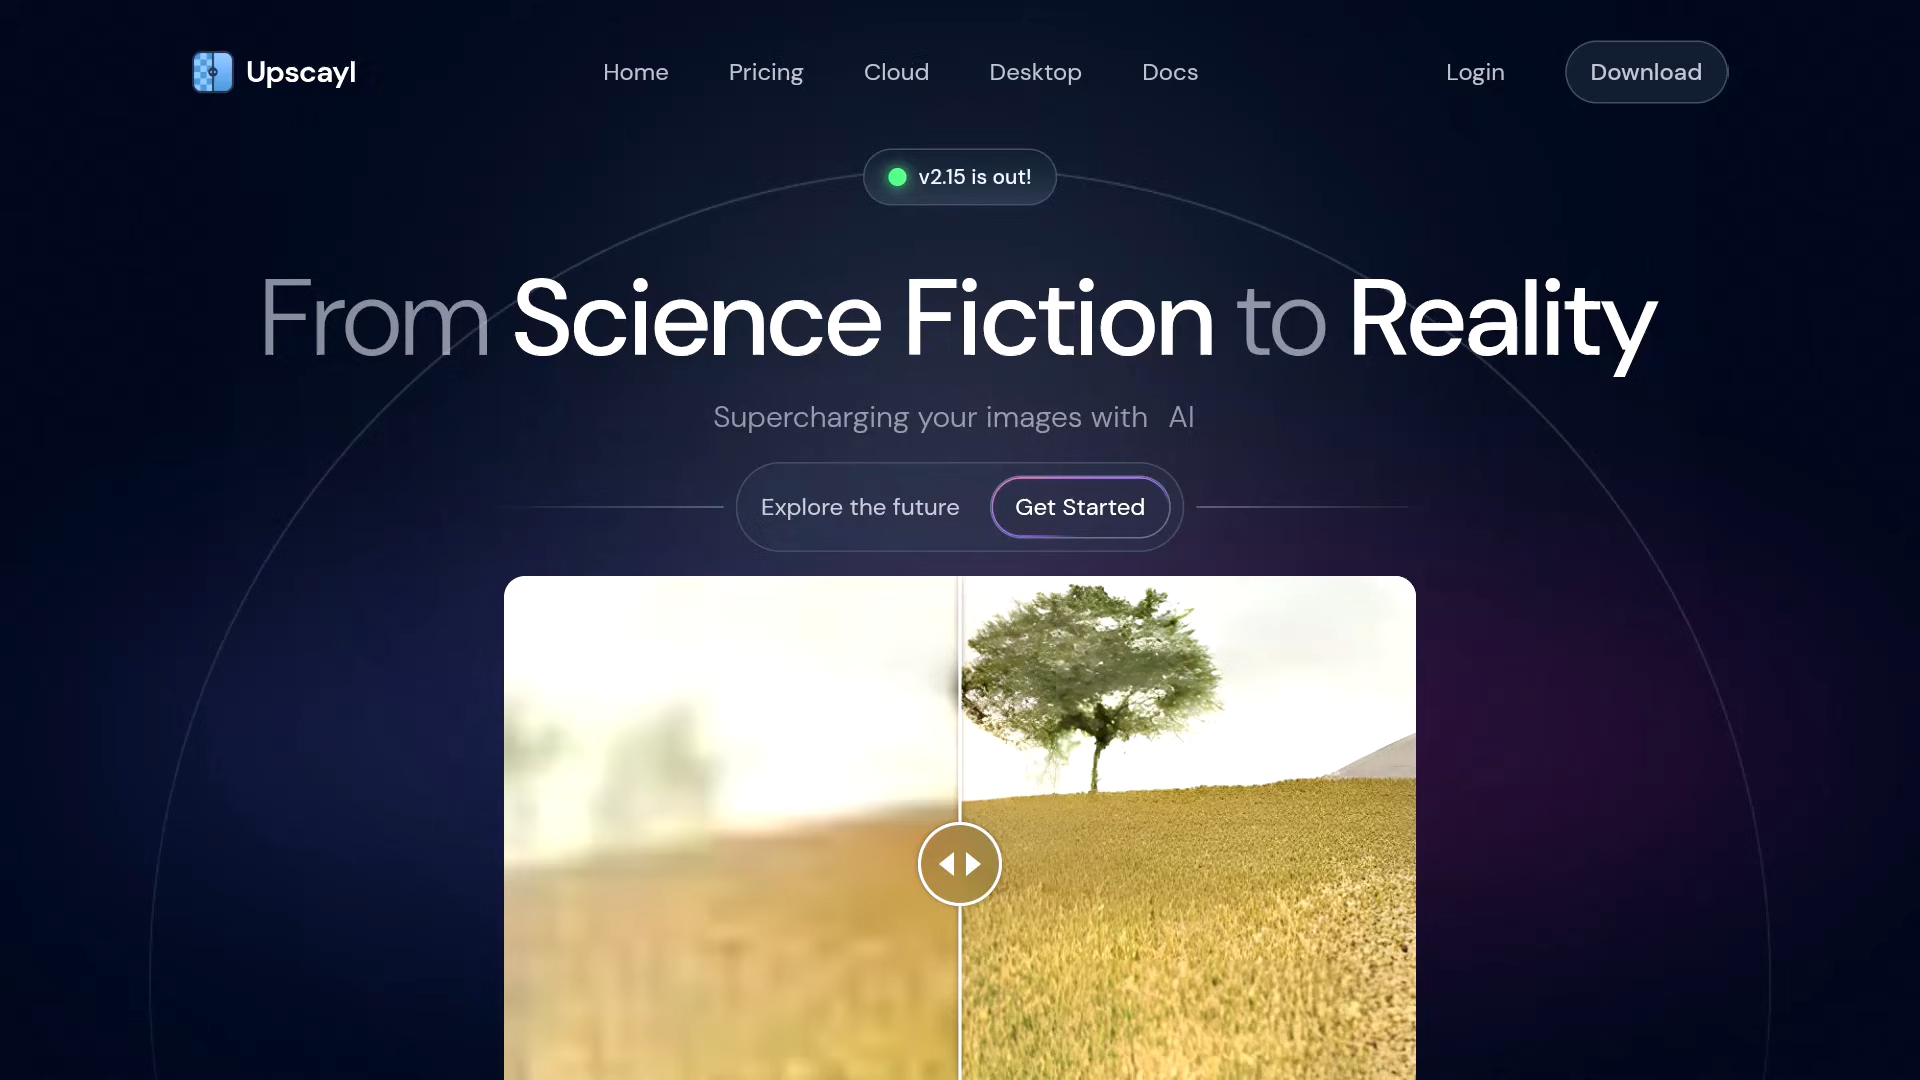 Upscayl
Home Pricing Cloud Desktop Docs
Login Download
v2.15 is out!
From Science Fiction to Reality
Supercharging your images with AI
Explore the future Get Started